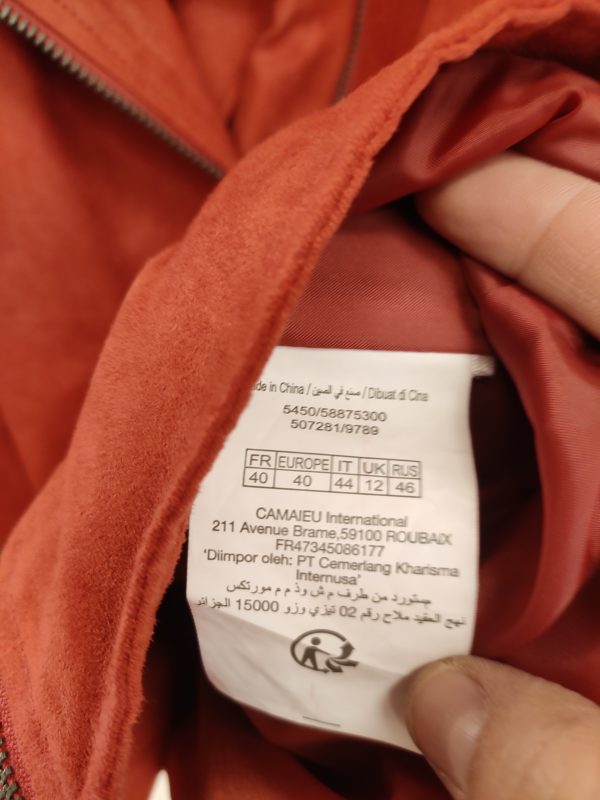 de in China / صنع في الصين / Dibuat di Cina
5450/58875300
507281/9789
FR EUROPE IT UK RUS
40 40 44 12 46
CAMAIEU International
211 Avenue Brame,59100 ROUBAIX
FR47345086177
'Diimpor oleh: PT Cemerlang Kharisma
Internusa'
مستورد من طرف م ش و ذ م م مورتكس
نهج العقيد ملاح رقم 02 تيزي وزو 15000 الجزائر